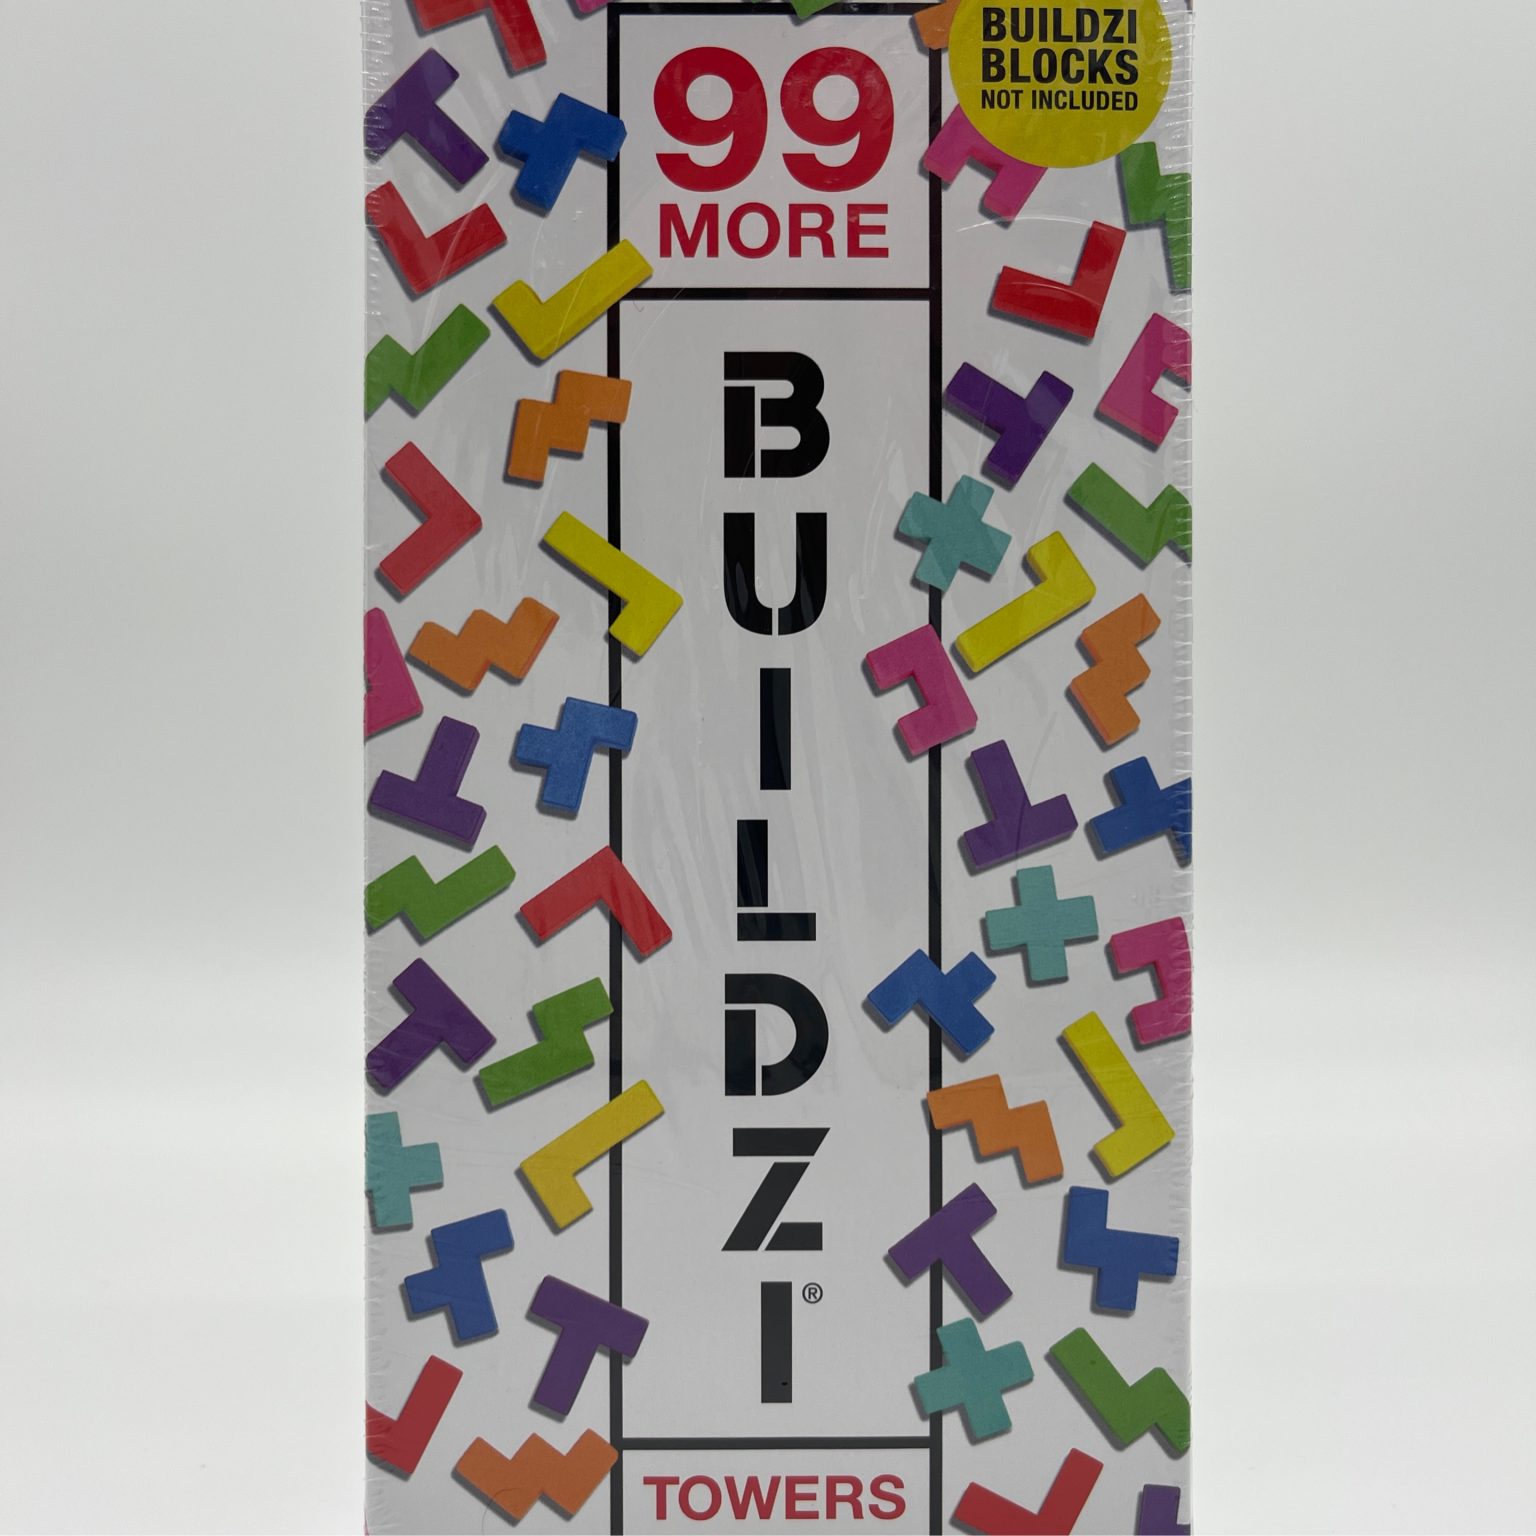 99
MORE
BUILDZI
BLOCKS
NOT INCLUDED
BUILDZI®
TOWERS